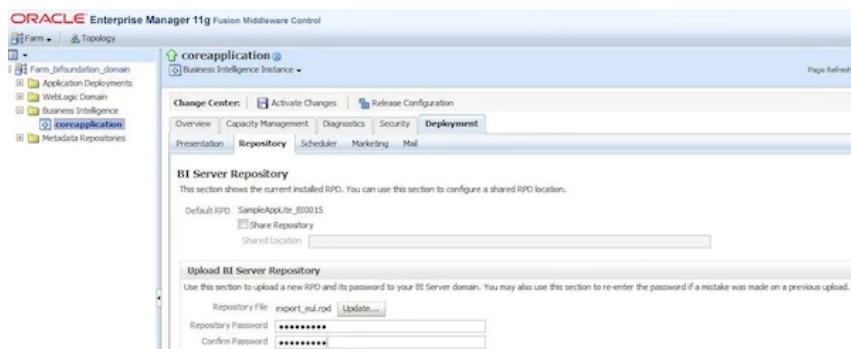 ORACLE Enterprise Manager 11g Fusion Middleware Control
Farm Topology
Farm_bifoundation_domain
Application Deployments
WebLogic Domain
Business Intelligence
coreapplication
Metadata Repositories
coreapplication
Business Intelligence Instance
Page Refresh
Change Center: Activate Changes Release Configuration
Overview Capacity Management Diagnostics Security Deployment
Presentation Repository Scheduler Marketing Mail
BI Server Repository
This section shows the current installed RPD. You can use this section to configure a shared RPD location.
Default RPD SampleAppLite_BI0015
Share Repository
Shared Location
Upload BI Server Repository
Use this section to upload a new RPD and its password to your BI Server domain. You may also use this section to re-enter the password if a mistake was made on a previous upload.
Repository File export_eul.rpd Update...
Repository Password •••••••••
Confirm Password •••••••••